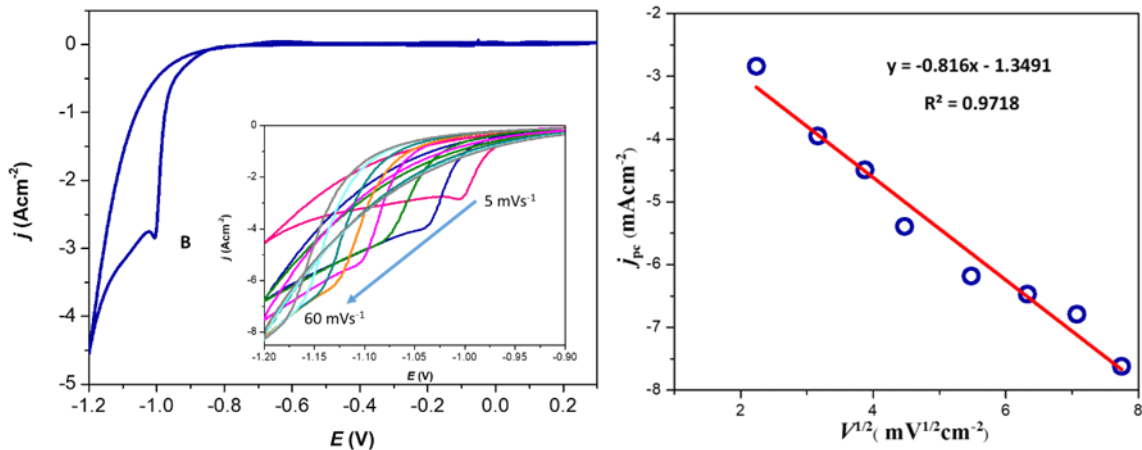 0
-1
-2
-3
-4
-5
j (Acm-2)
-1.2 -1.0 -0.8 -0.6 -0.4 -0.2 0.0 0.2
E (V)
B
0
-2
-4
-6
-8
j (Acm-2)
-1.20 -1.15 -1.10 -1.05 -1.00 -0.95 -0.90
E (V)
5 mVs-1
60 mVs-1
-2
-3
-4
-5
-6
-7
-8
jpc (mAcm-2)
y = -0.816x - 1.3491
R² = 0.9718
2 4 6 8
V1/2( mV1/2cm-2)